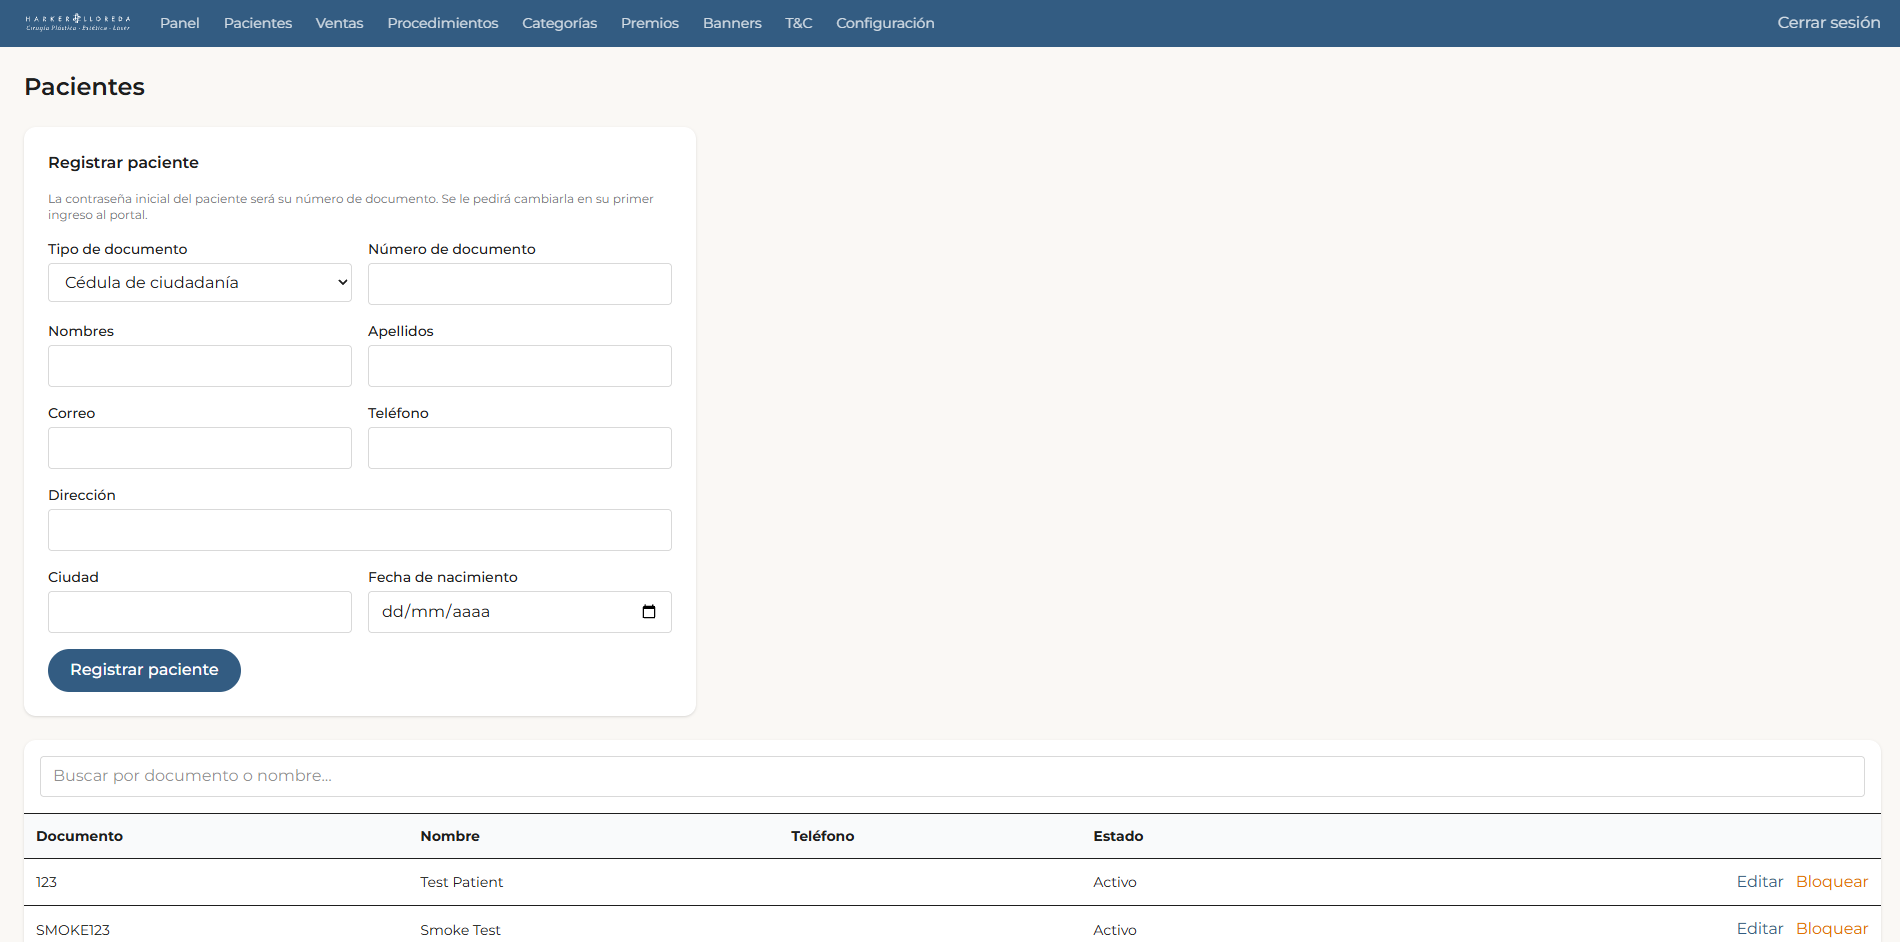 HARKER LLOREDA
Cirugía Plástica · Estética · Láser
Panel Pacientes Ventas Procedimientos Categorías Premios Banners T&C Configuración Cerrar sesión
Pacientes
Registrar paciente
La contraseña inicial del paciente será su número de documento. Se le pedirá cambiarla en su primer
ingreso al portal.
Tipo de documento Número de documento
Cédula de ciudadanía
Nombres Apellidos
Correo Teléfono
Dirección
Ciudad Fecha de nacimiento
dd/mm/aaaa
Registrar paciente
Buscar por documento o nombre...
Documento Nombre Teléfono Estado
123 Test Patient Activo Editar Bloquear
SMOKE123 Smoke Test Activo Editar Bloquear